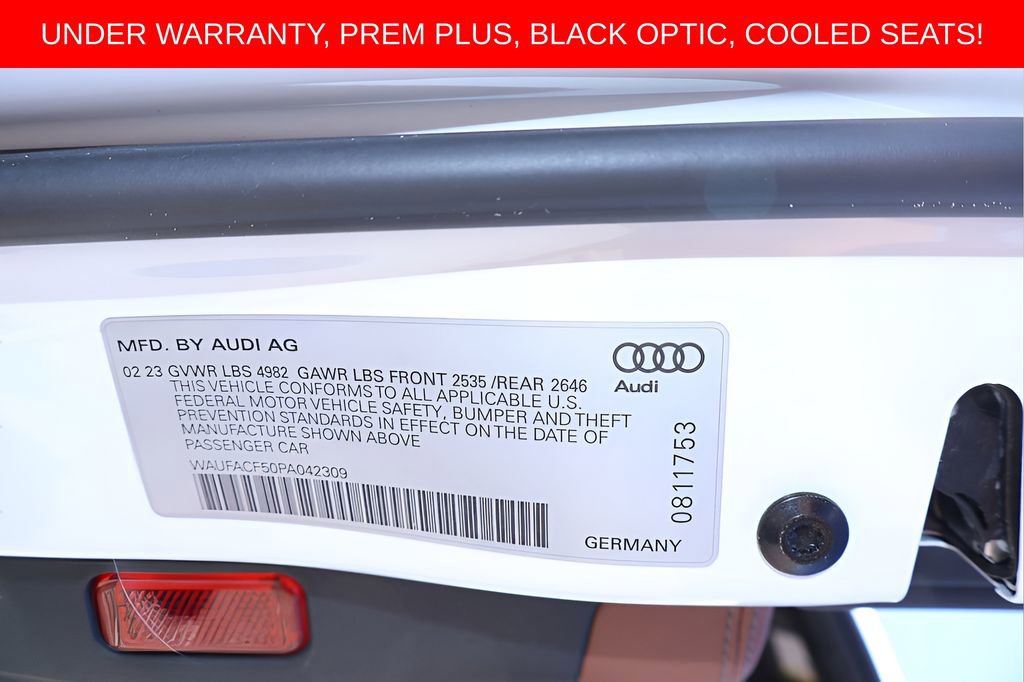 UNDER WARRANTY, PREM PLUS, BLACK OPTIC, COOLED SEATS!
MFD. BY AUDI AG
02 23 GVWR LBS 4982 GAWR LBS FRONT 2535 /REAR 2646
THIS VEHICLE CONFORMS TO ALL APPLICABLE U.S.
FEDERAL MOTOR VEHICLE SAFETY, BUMPER AND THEFT
PREVENTION STANDARDS IN EFFECT ON THE DATE OF
MANUFACTURE SHOWN ABOVE
PASSENGER CAR
WAUFACF50PA042309
Audi
0811753
GERMANY